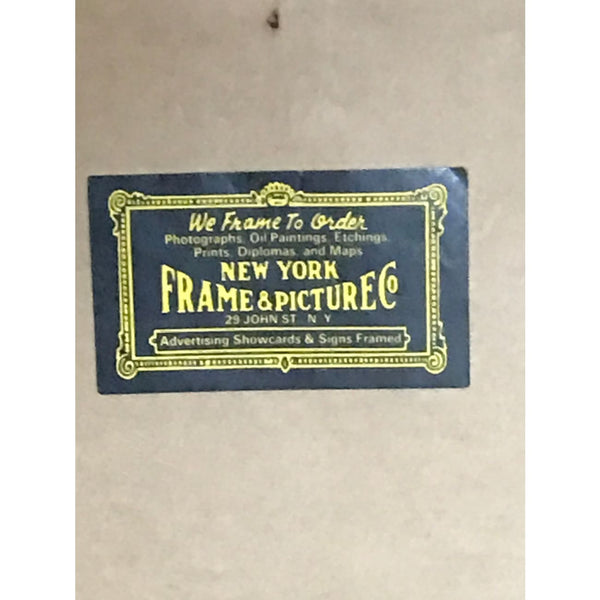 We Frame To Order
Photographs, Oil Paintings, Etchings,
Prints, Diplomas, and Maps
NEW YORK
FRAME & PICTURE Co
29 JOHN ST. N Y
Advertising Showcards & Signs Framed